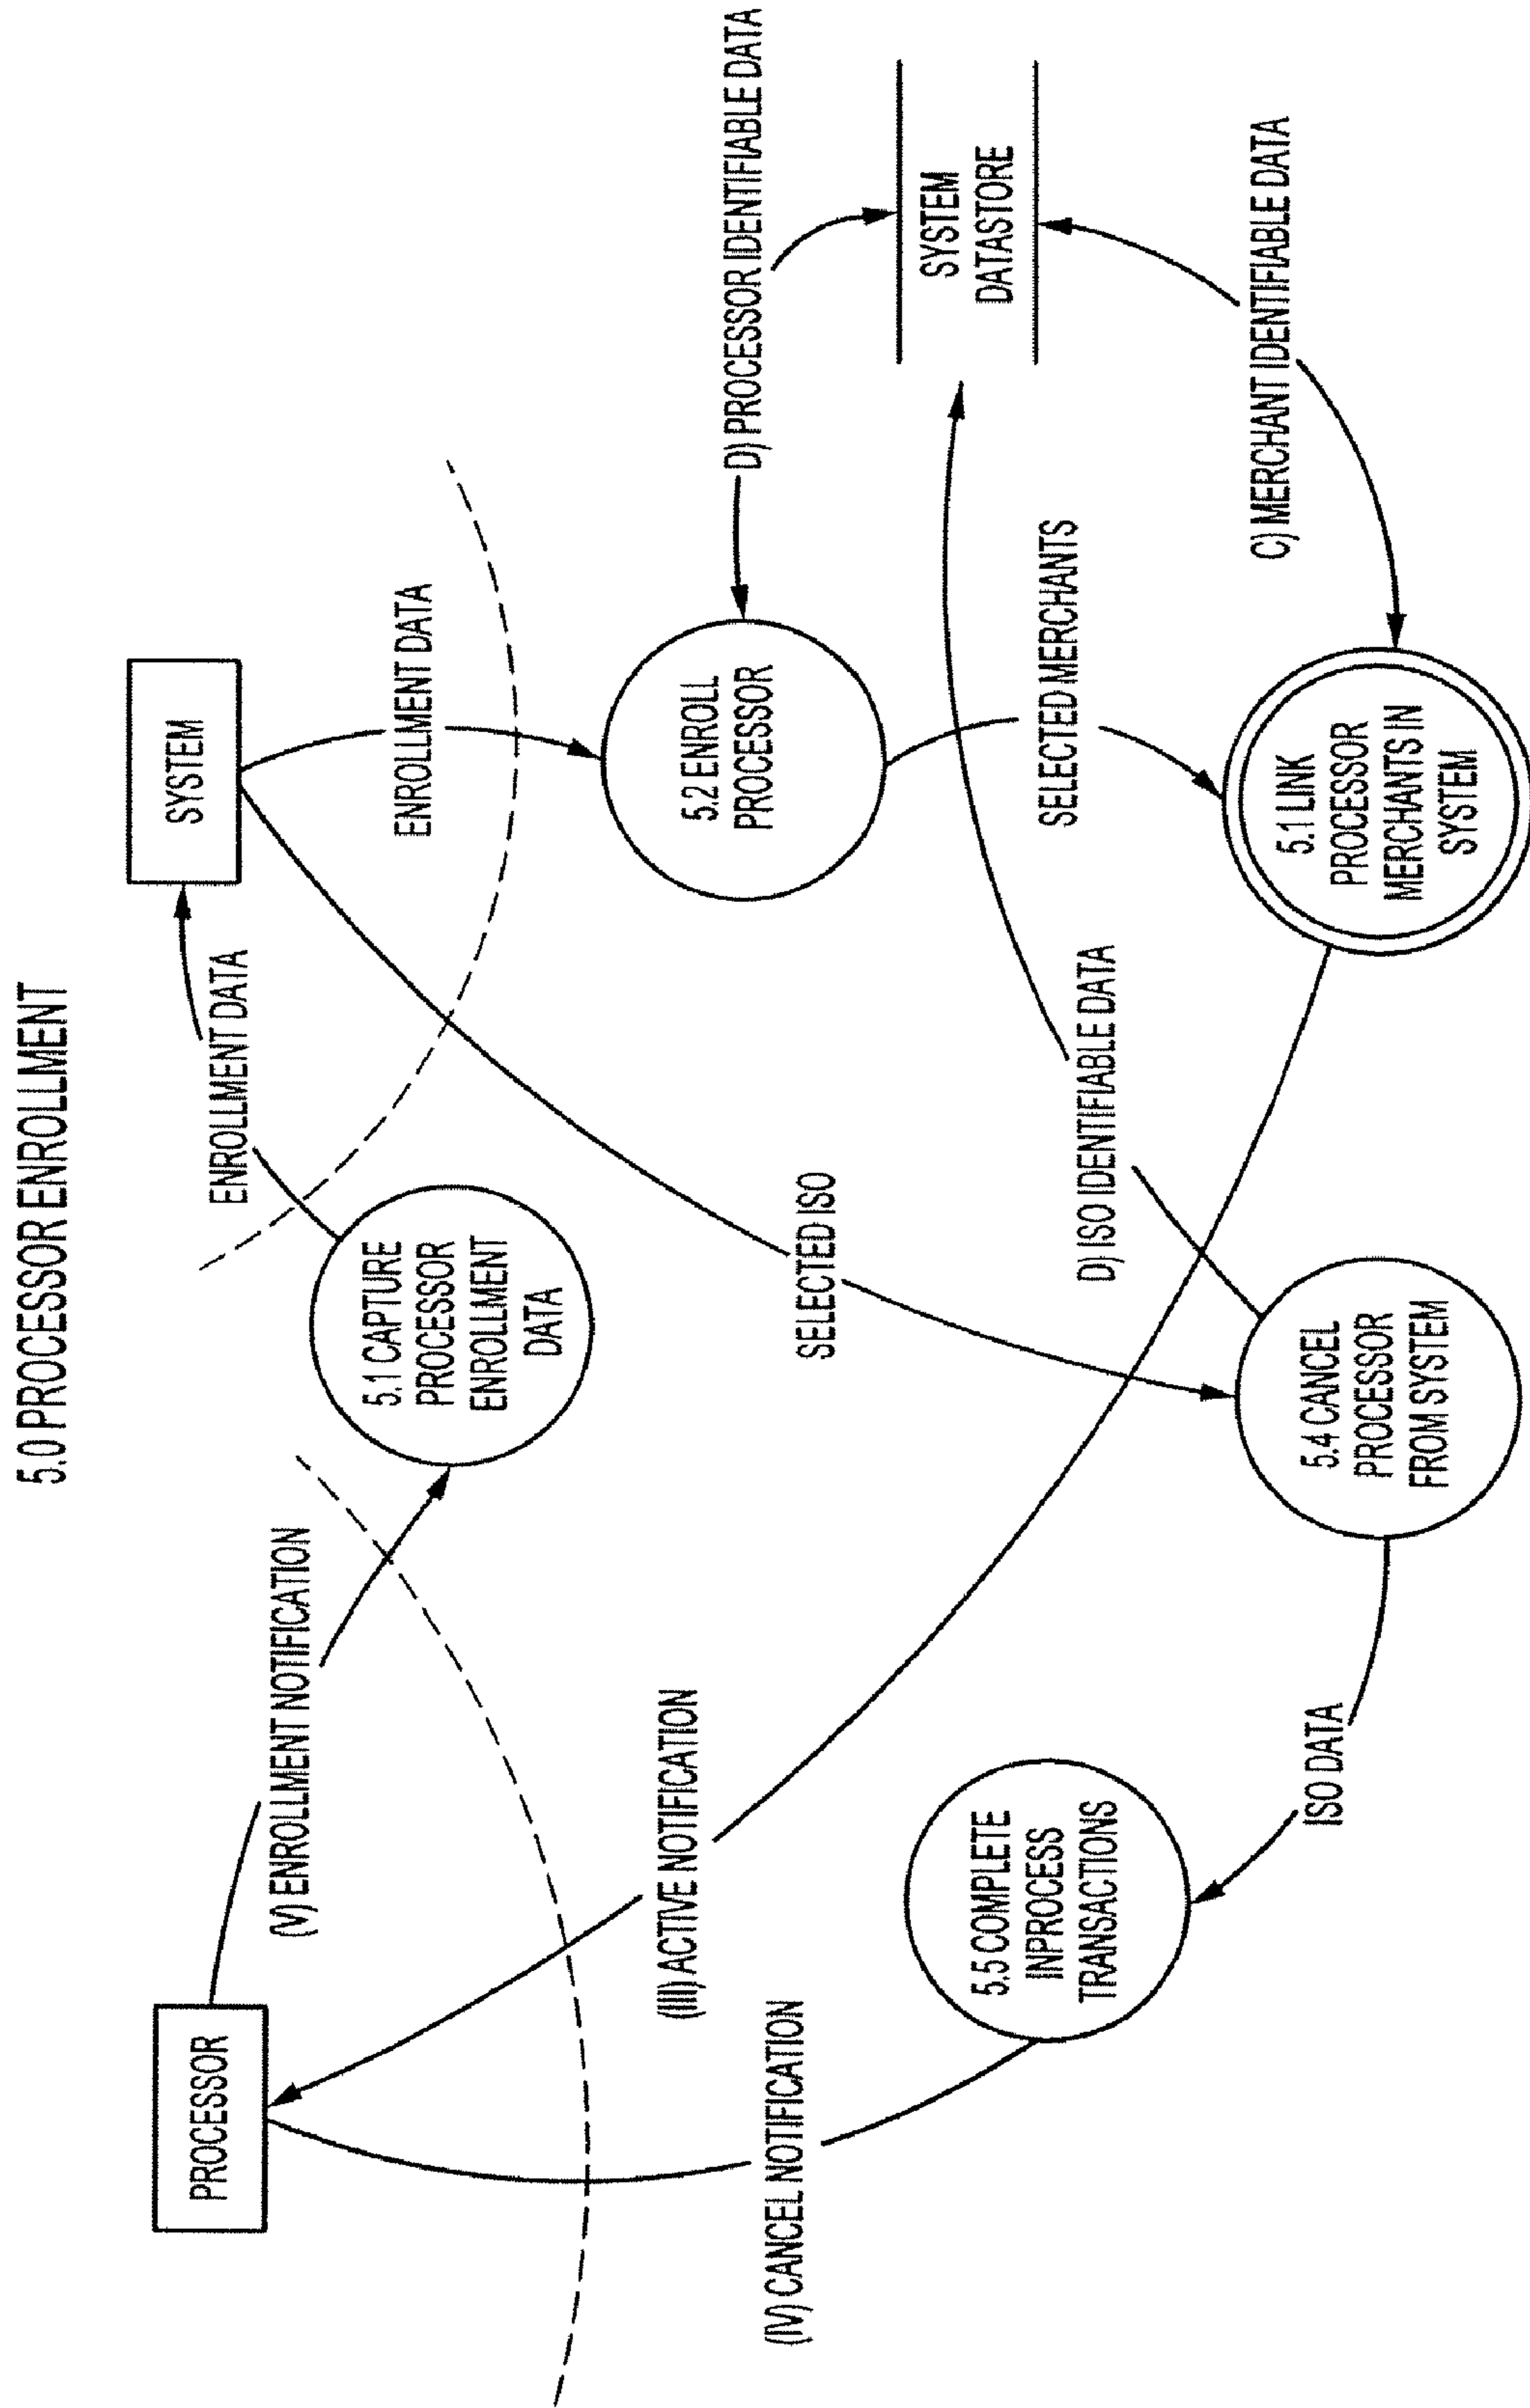 5.0 PROCESSOR ENROLLMENT
PROCESSOR
(V) ENROLLMENT NOTIFICATION
5.1 CAPTURE
PROCESSOR
ENROLLMENT
DATA
ENROLLMENT DATA
SYSTEM
ENROLLMENT DATA
(III) ACTIVE NOTIFICATION
SELECTED ISO
5.2 ENROLL
PROCESSOR
D) PROCESSOR IDENTIFIABLE DATA
(IV) CANCEL NOTIFICATION
5.5 COMPLETE
INPROCESS
TRANSACTIONS
D) ISO IDENTIFIABLE DATA
SELECTED MERCHANTS
SYSTEM
DATASTORE
ISO DATA
5.4 CANCEL
PROCESSOR
FROM SYSTEM
5.1 LINK
PROCESSOR
MERCHANTS IN
SYSTEM
C) MERCHANT IDENTIFIABLE DATA